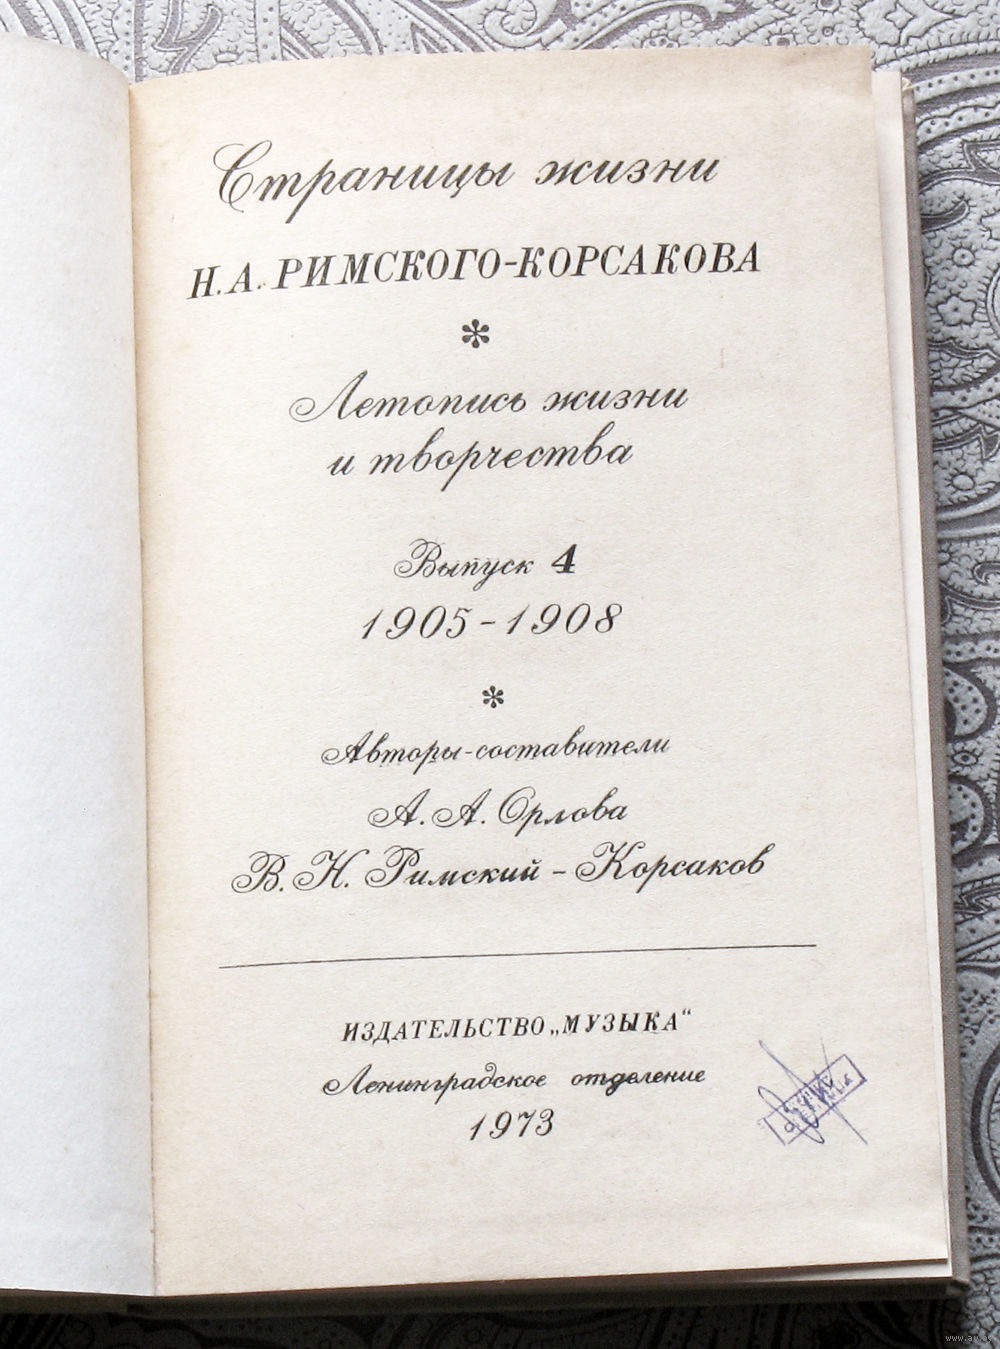 Страницы жизни
Н. А. РИМСКОГО-КОРСАКОВА
*
Летопись жизни
и творчества
Выпуск 4
1905-1908
*
Авторы-составители
А. А. Орлова
В. Н. Римский-Корсаков
ИЗДАТЕЛЬСТВО „МУЗЫКА“
Ленинградское отделение
1973